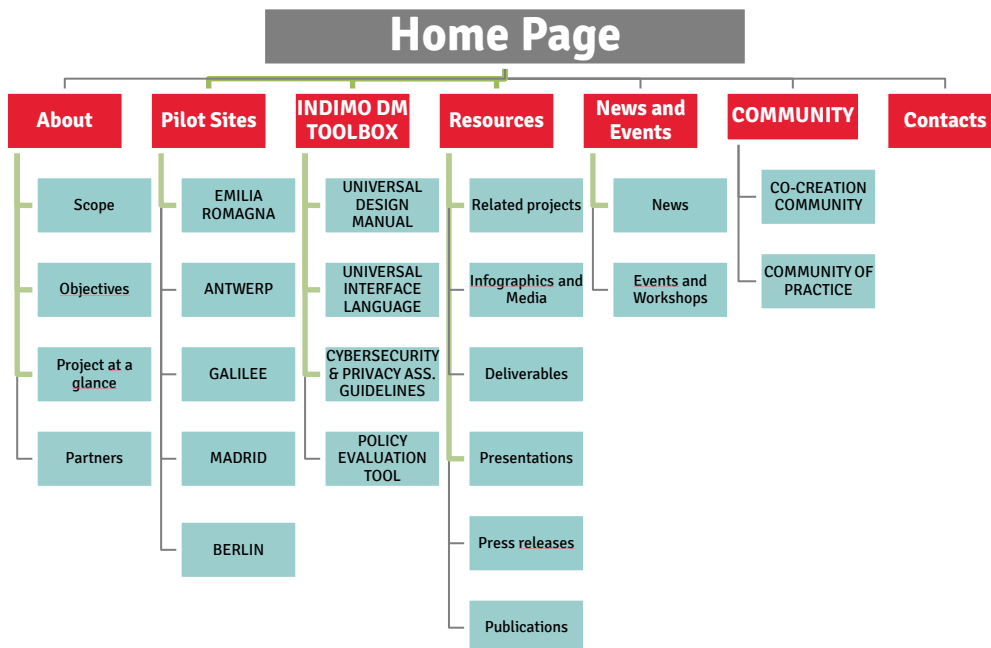 Home Page
About
Scope
Objectives
Project at a
glance
Partners
Pilot Sites
EMILIA
ROMAGNA
ANTWERP
GALILEE
MADRID
BERLIN
INDIMO DM
TOOLBOX
UNIVERSAL
DESIGN
MANUAL
UNIVERSAL
INTERFACE
LANGUAGE
CYBERSECURITY
& PRIVACY ASS.
GUIDELINES
POLICY
EVALUATION
TOOL
Resources
Related projects
Infographics and
Media
Deliverables
Presentations
Press releases
Publications
News and
Events
News
Events and
Workshops
COMMUNITY
CO-CREATION
COMMUNITY
COMMUNITY OF
PRACTICE
Contacts